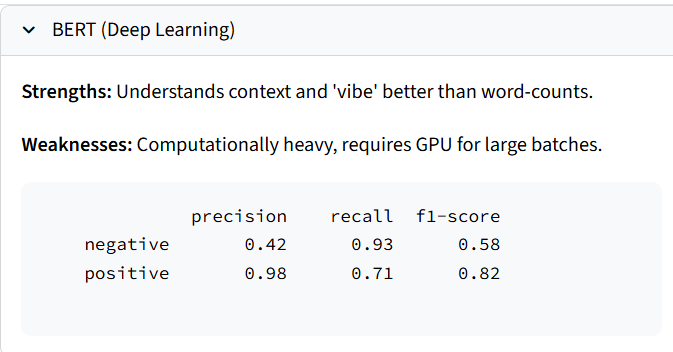 BERT (Deep Learning)
Strengths: Understands context and 'vibe' better than word-counts.
Weaknesses: Computationally heavy, requires GPU for large batches.
precision recall f1-score
negative 0.42 0.93 0.58
positive 0.98 0.71 0.82